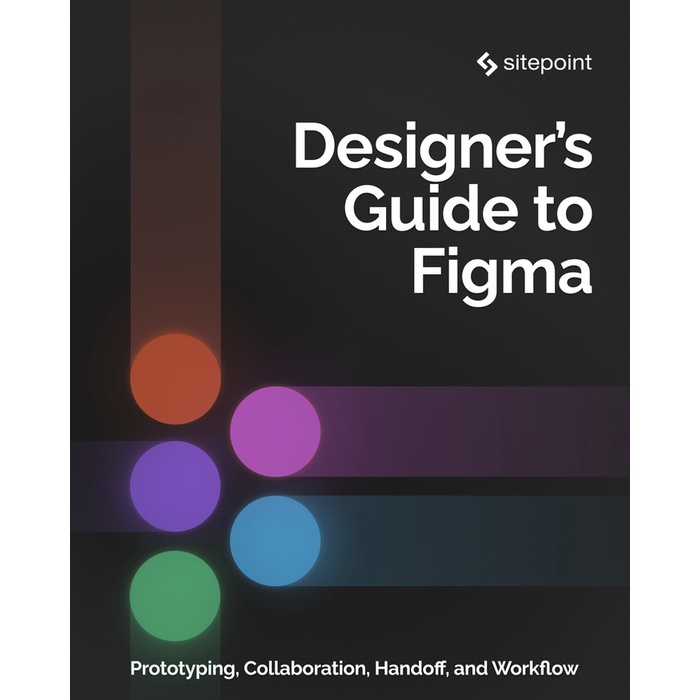 sitepoint
Designer’s
Guide to
Figma
Prototyping, Collaboration, Handoff, and Workflow